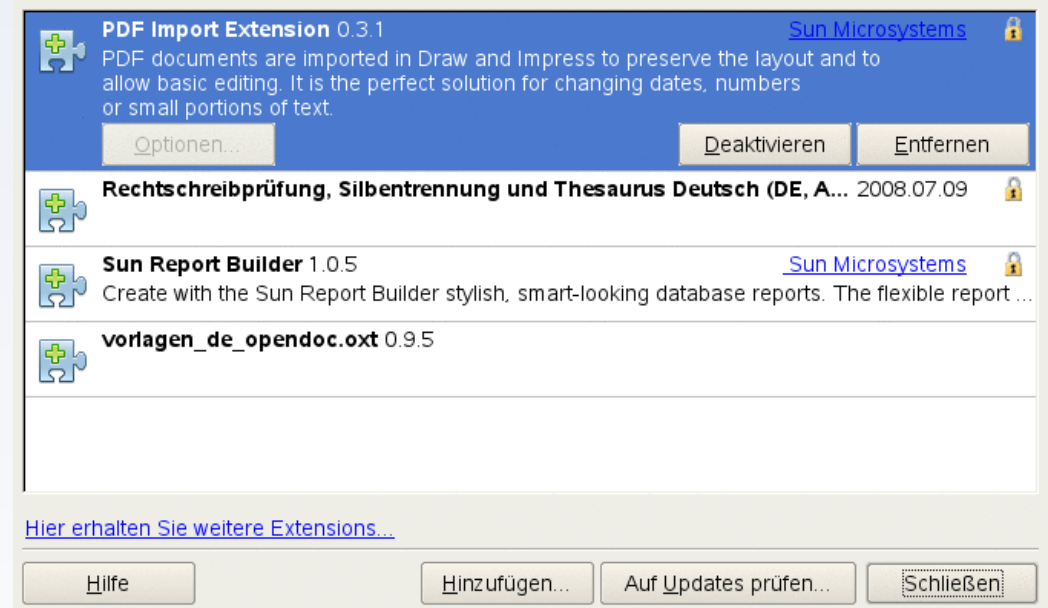 PDF Import Extension 0.3.1 Sun Microsystems
PDF documents are imported in Draw and Impress to preserve the layout and to
allow basic editing. It is the perfect solution for changing dates, numbers
or small portions of text.
Optionen... Deaktivieren Entfernen
Rechtschreibprüfung, Silbentrennung und Thesaurus Deutsch (DE, A... 2008.07.09
Sun Report Builder 1.0.5 Sun Microsystems
Create with the Sun Report Builder stylish, smart-looking database reports. The flexible report ...
vorlagen_de_opendoc.oxt 0.9.5
Hier erhalten Sie weitere Extensions...
Hilfe Hinzufügen... Auf Updates prüfen... Schließen